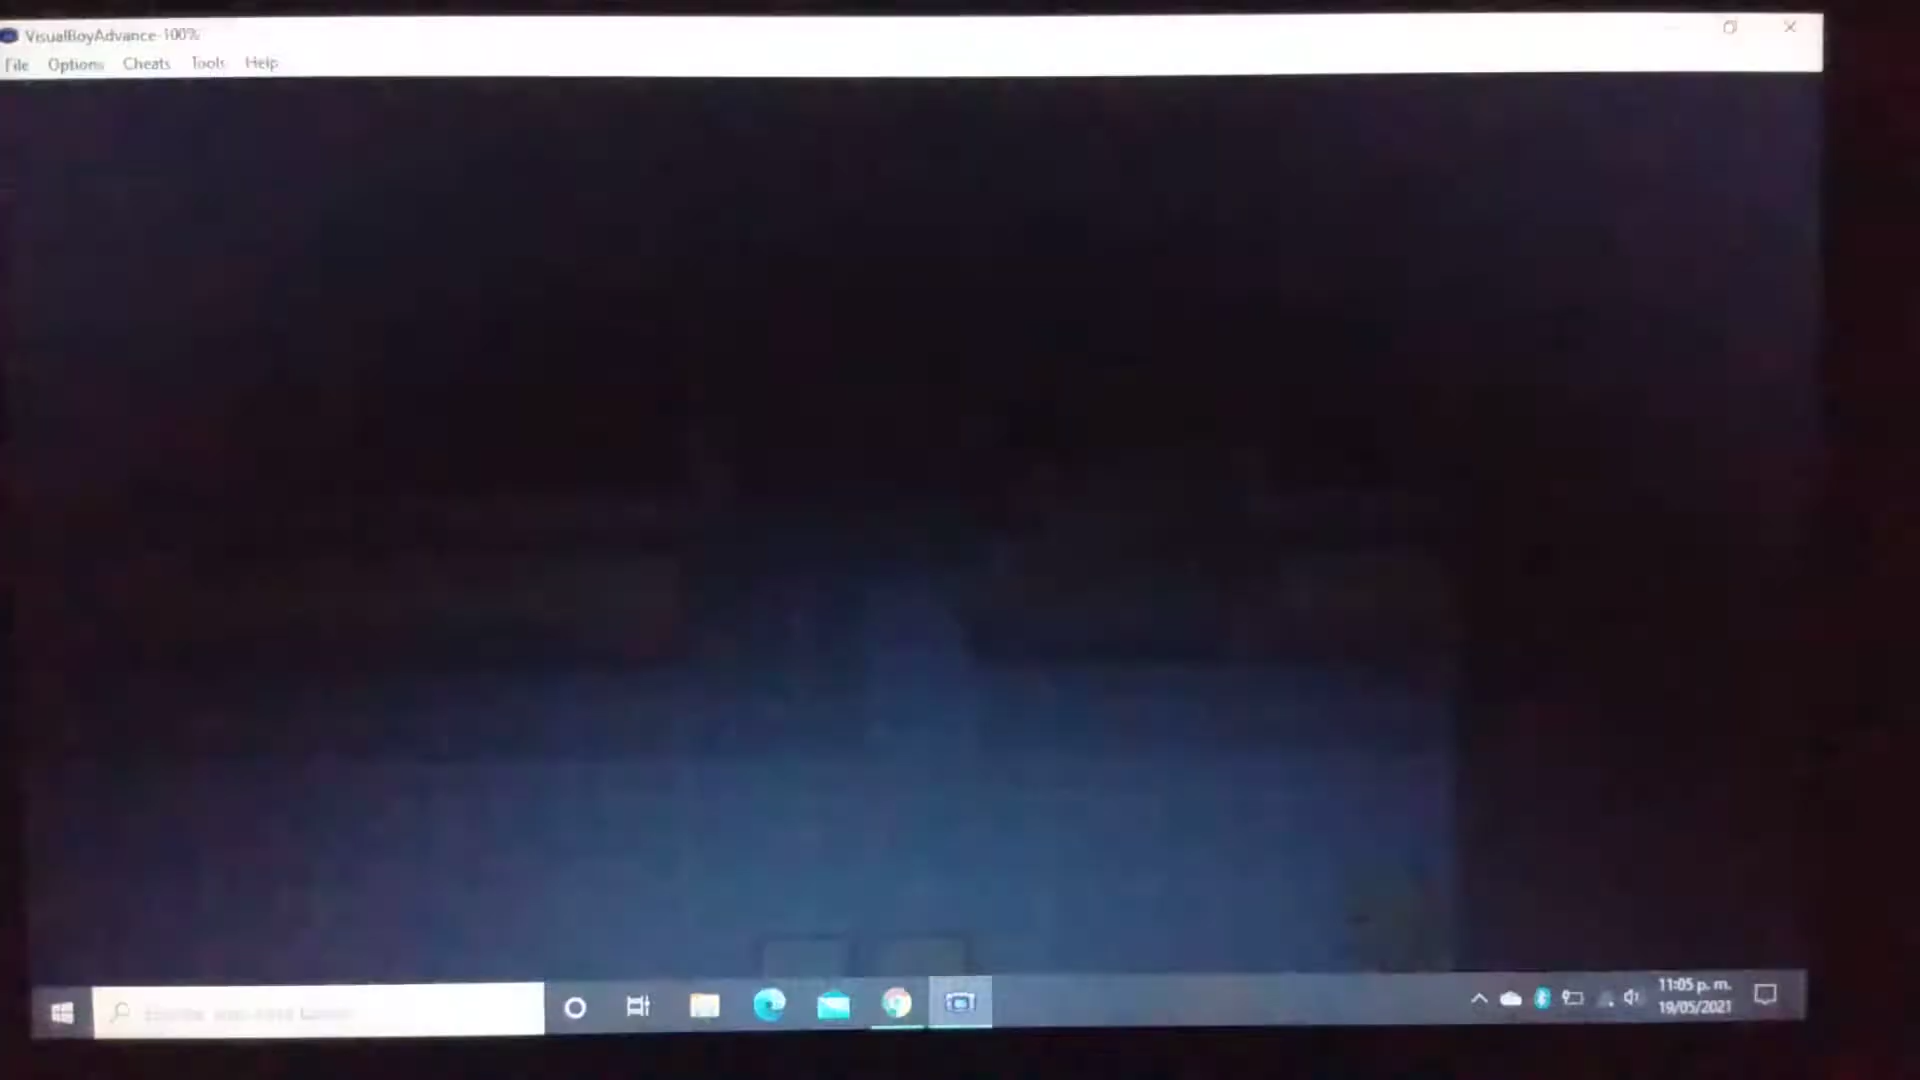 VisualBoyAdvance-100%
File Options Cheats Tools Help
11:05 p. m.
19/05/2021